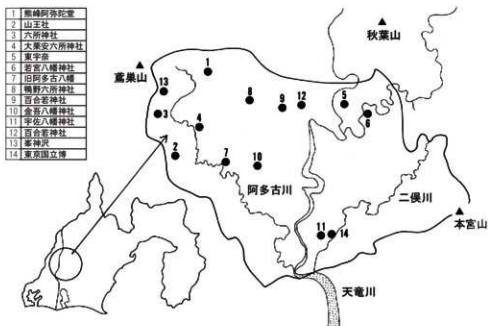 1 熊峰阿弥陀堂
2 山王社
3 六所神社
4 大栗安六所神社
5 東宇奈
6 若宮八幡神社
7 旧阿多古八幡
8 鴨野六所神社
9 百合若神社
10 金吾八幡神社
11 宇佐八幡神社
12 百合若神社
13 峯神沢
14 東京国立博
秋葉山
鳶巣山
1
13
8
9
12
5
3
6
4
2
7
10
阿多古川
二俣川
本宮山
11
14
天竜川